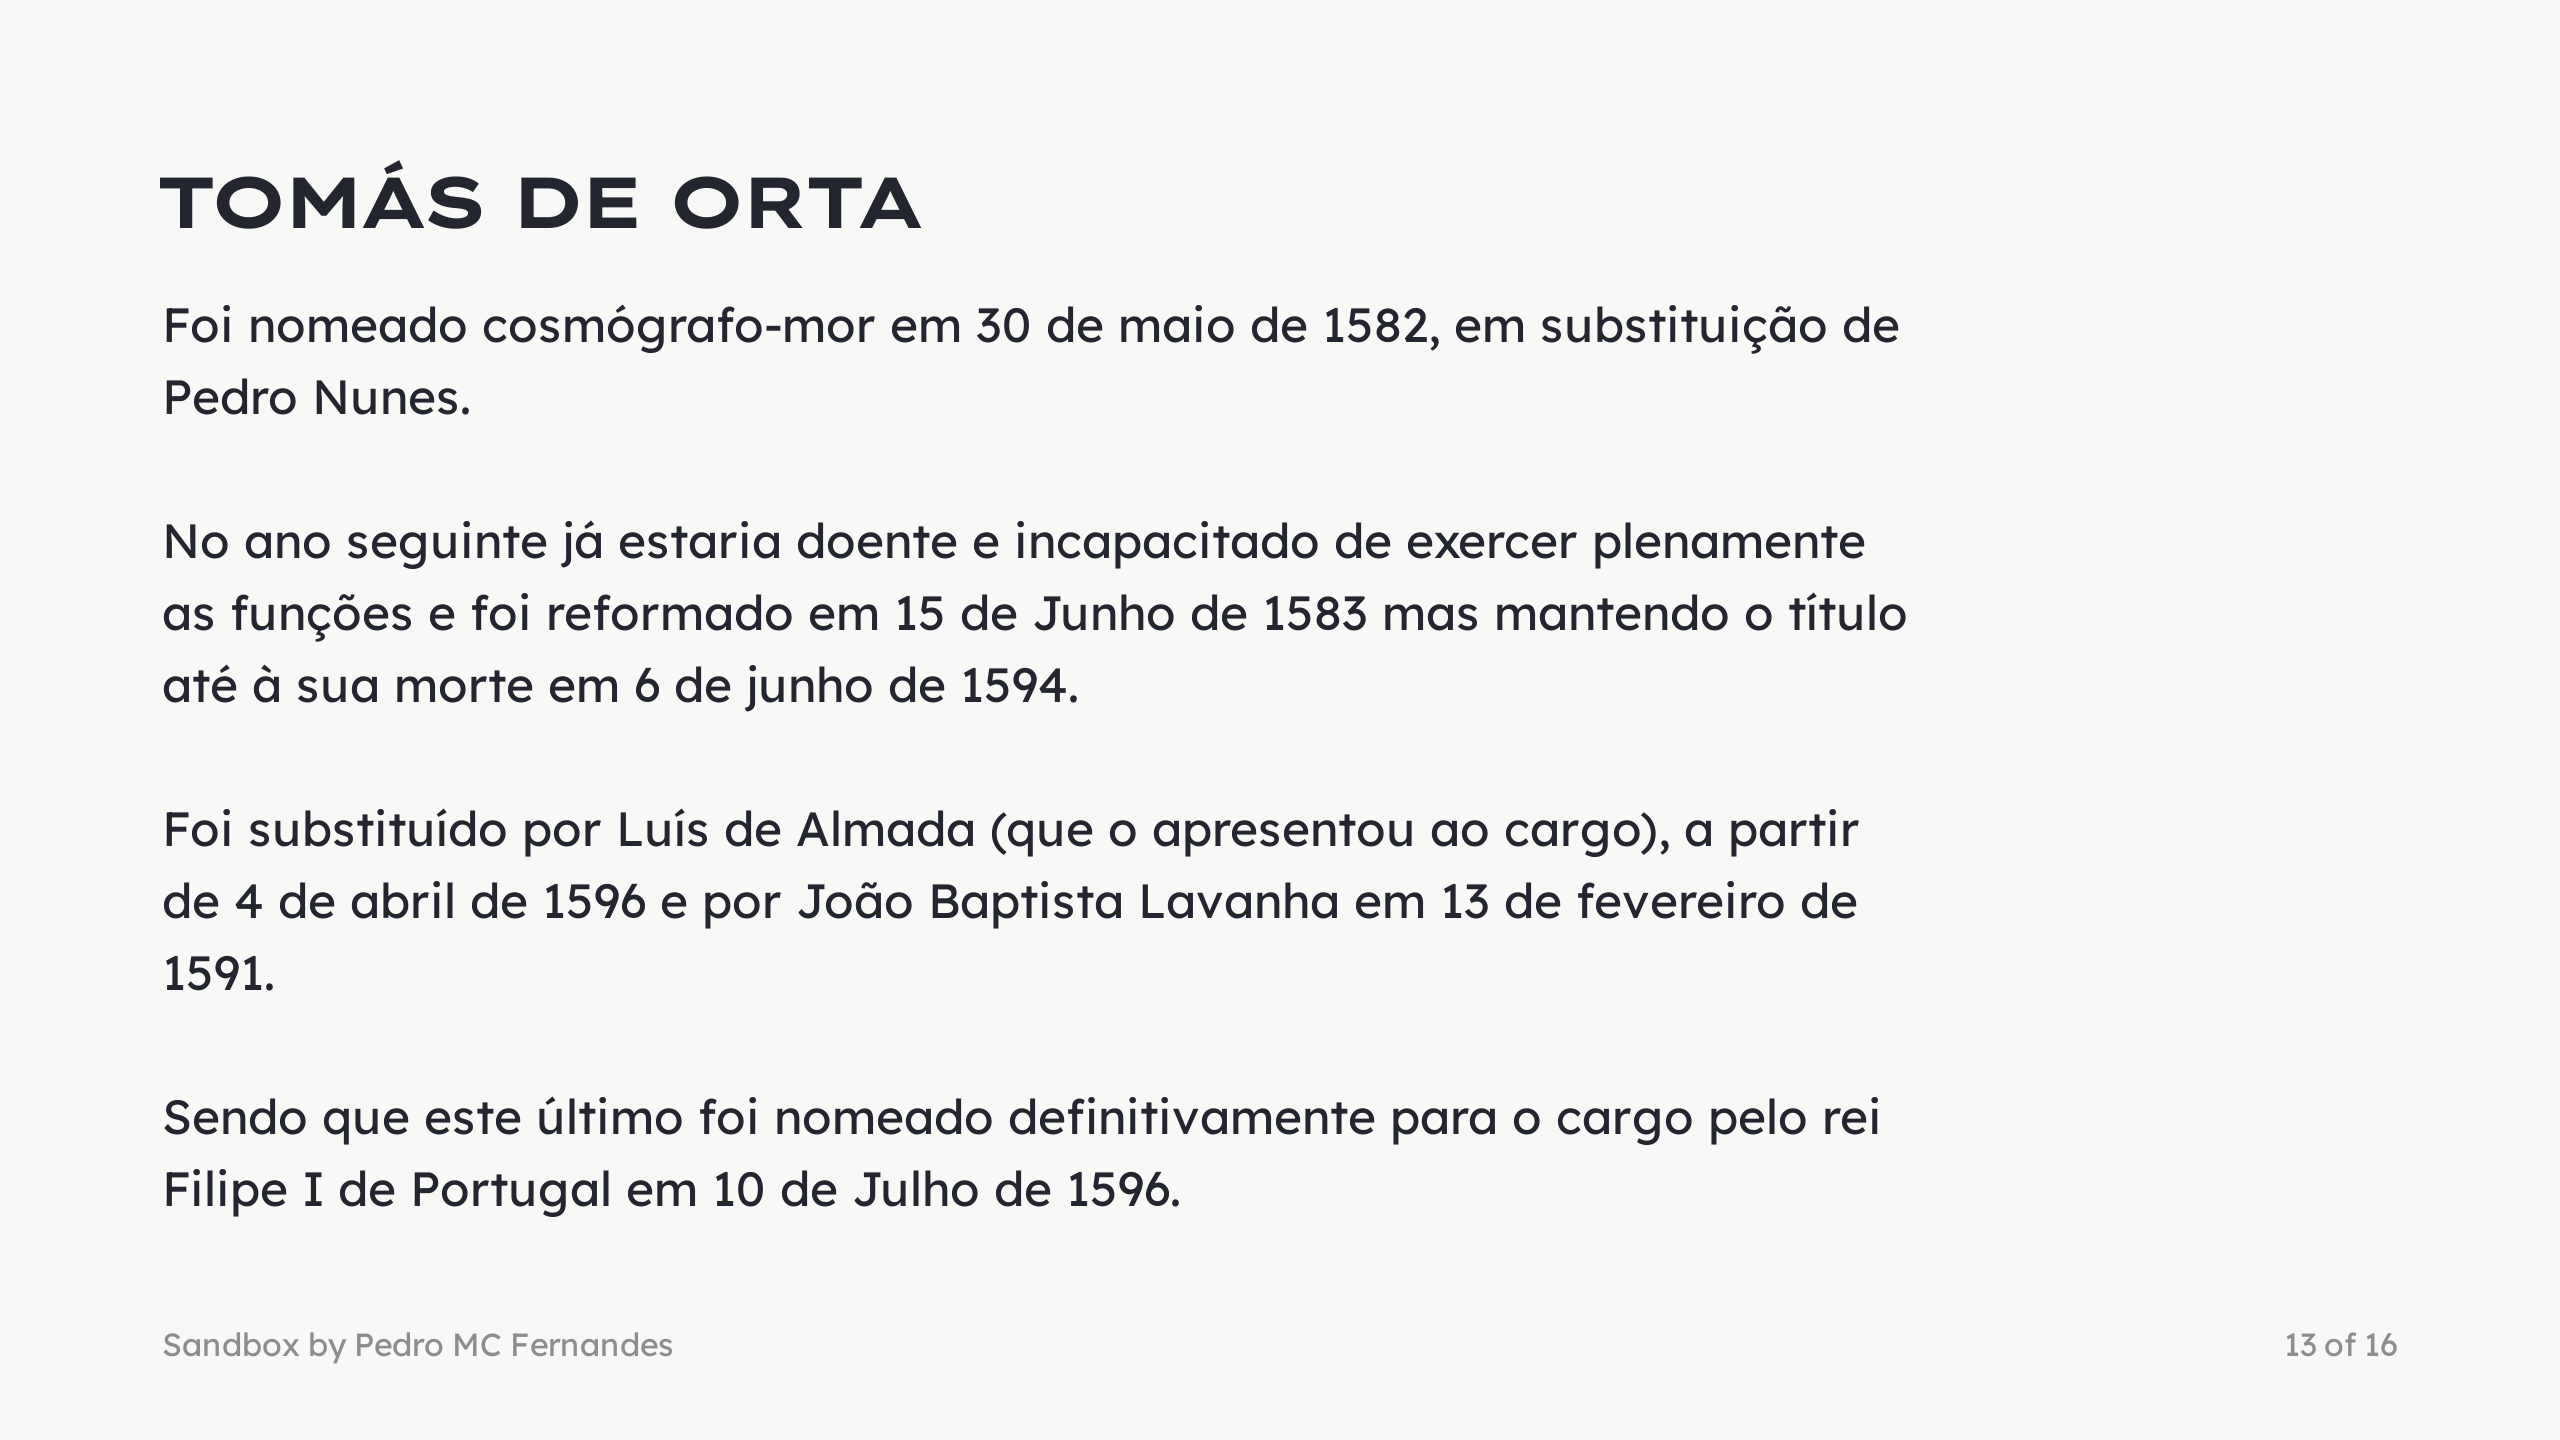 TOMÁS DE ORTA
Foi nomeado cosmógrafo-mor em 30 de maio de 1582, em substituição de
Pedro Nunes.
No ano seguinte já estaria doente e incapacitado de exercer plenamente
as funções e foi reformado em 15 de Junho de 1583 mas mantendo o título
até à sua morte em 6 de junho de 1594.
Foi substituído por Luís de Almada (que o apresentou ao cargo), a partir
de 4 de abril de 1596 e por João Baptista Lavanha em 13 de fevereiro de
1591.
Sendo que este último foi nomeado definitivamente para o cargo pelo rei
Filipe I de Portugal em 10 de Julho de 1596.
Sandbox by Pedro MC Fernandes
13 of 16